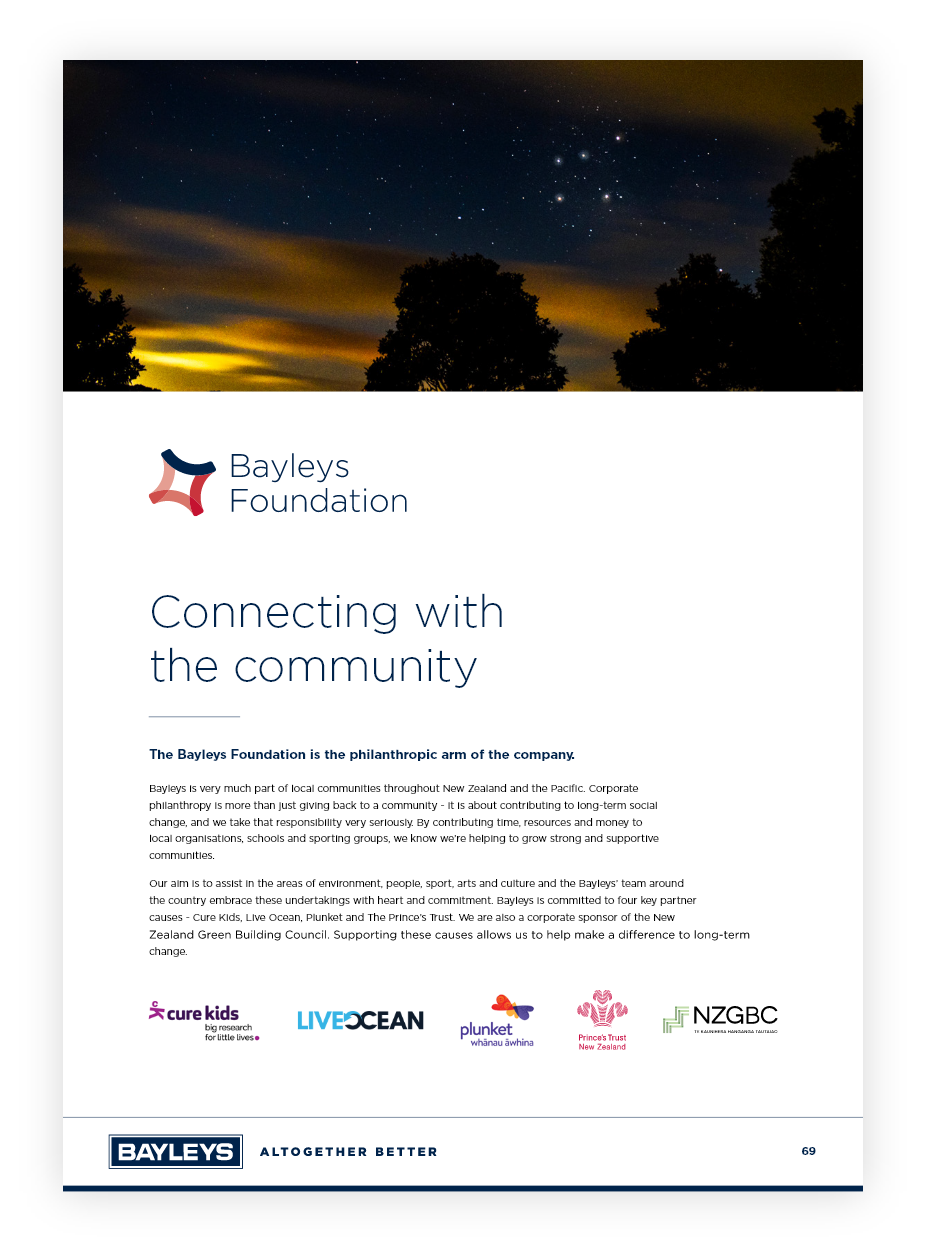 Bayleys
Foundation
Connecting with
the community
The Bayleys Foundation is the philanthropic arm of the company.
Bayleys is very much part of local communities throughout New Zealand and the Pacific. Corporate
philanthropy is more than just giving back to a community - it is about contributing to long-term social
change, and we take that responsibility very seriously. By contributing time, resources and money to
local organisations, schools and sporting groups, we know we're helping to grow strong and supportive
communities.
Our aim is to assist in the areas of environment, people, sport, arts and culture and the Bayleys' team around
the country embrace these undertakings with heart and commitment. Bayleys is committed to four key partner
causes - Cure Kids, Live Ocean, Plunket and The Prince's Trust. We are also a corporate sponsor of the New
Zealand Green Building Council. Supporting these causes allows us to help make a difference to long-term
change.
cure kids
big research
for little lives
LIVEOCEAN
plunket
whānau āwhina
Prince's Trust
New Zealand
NZGBC
TE KAUNIHERA HANGANGA TAUTAIAO
BAYLEYS
ALTOGETHER BETTER
69